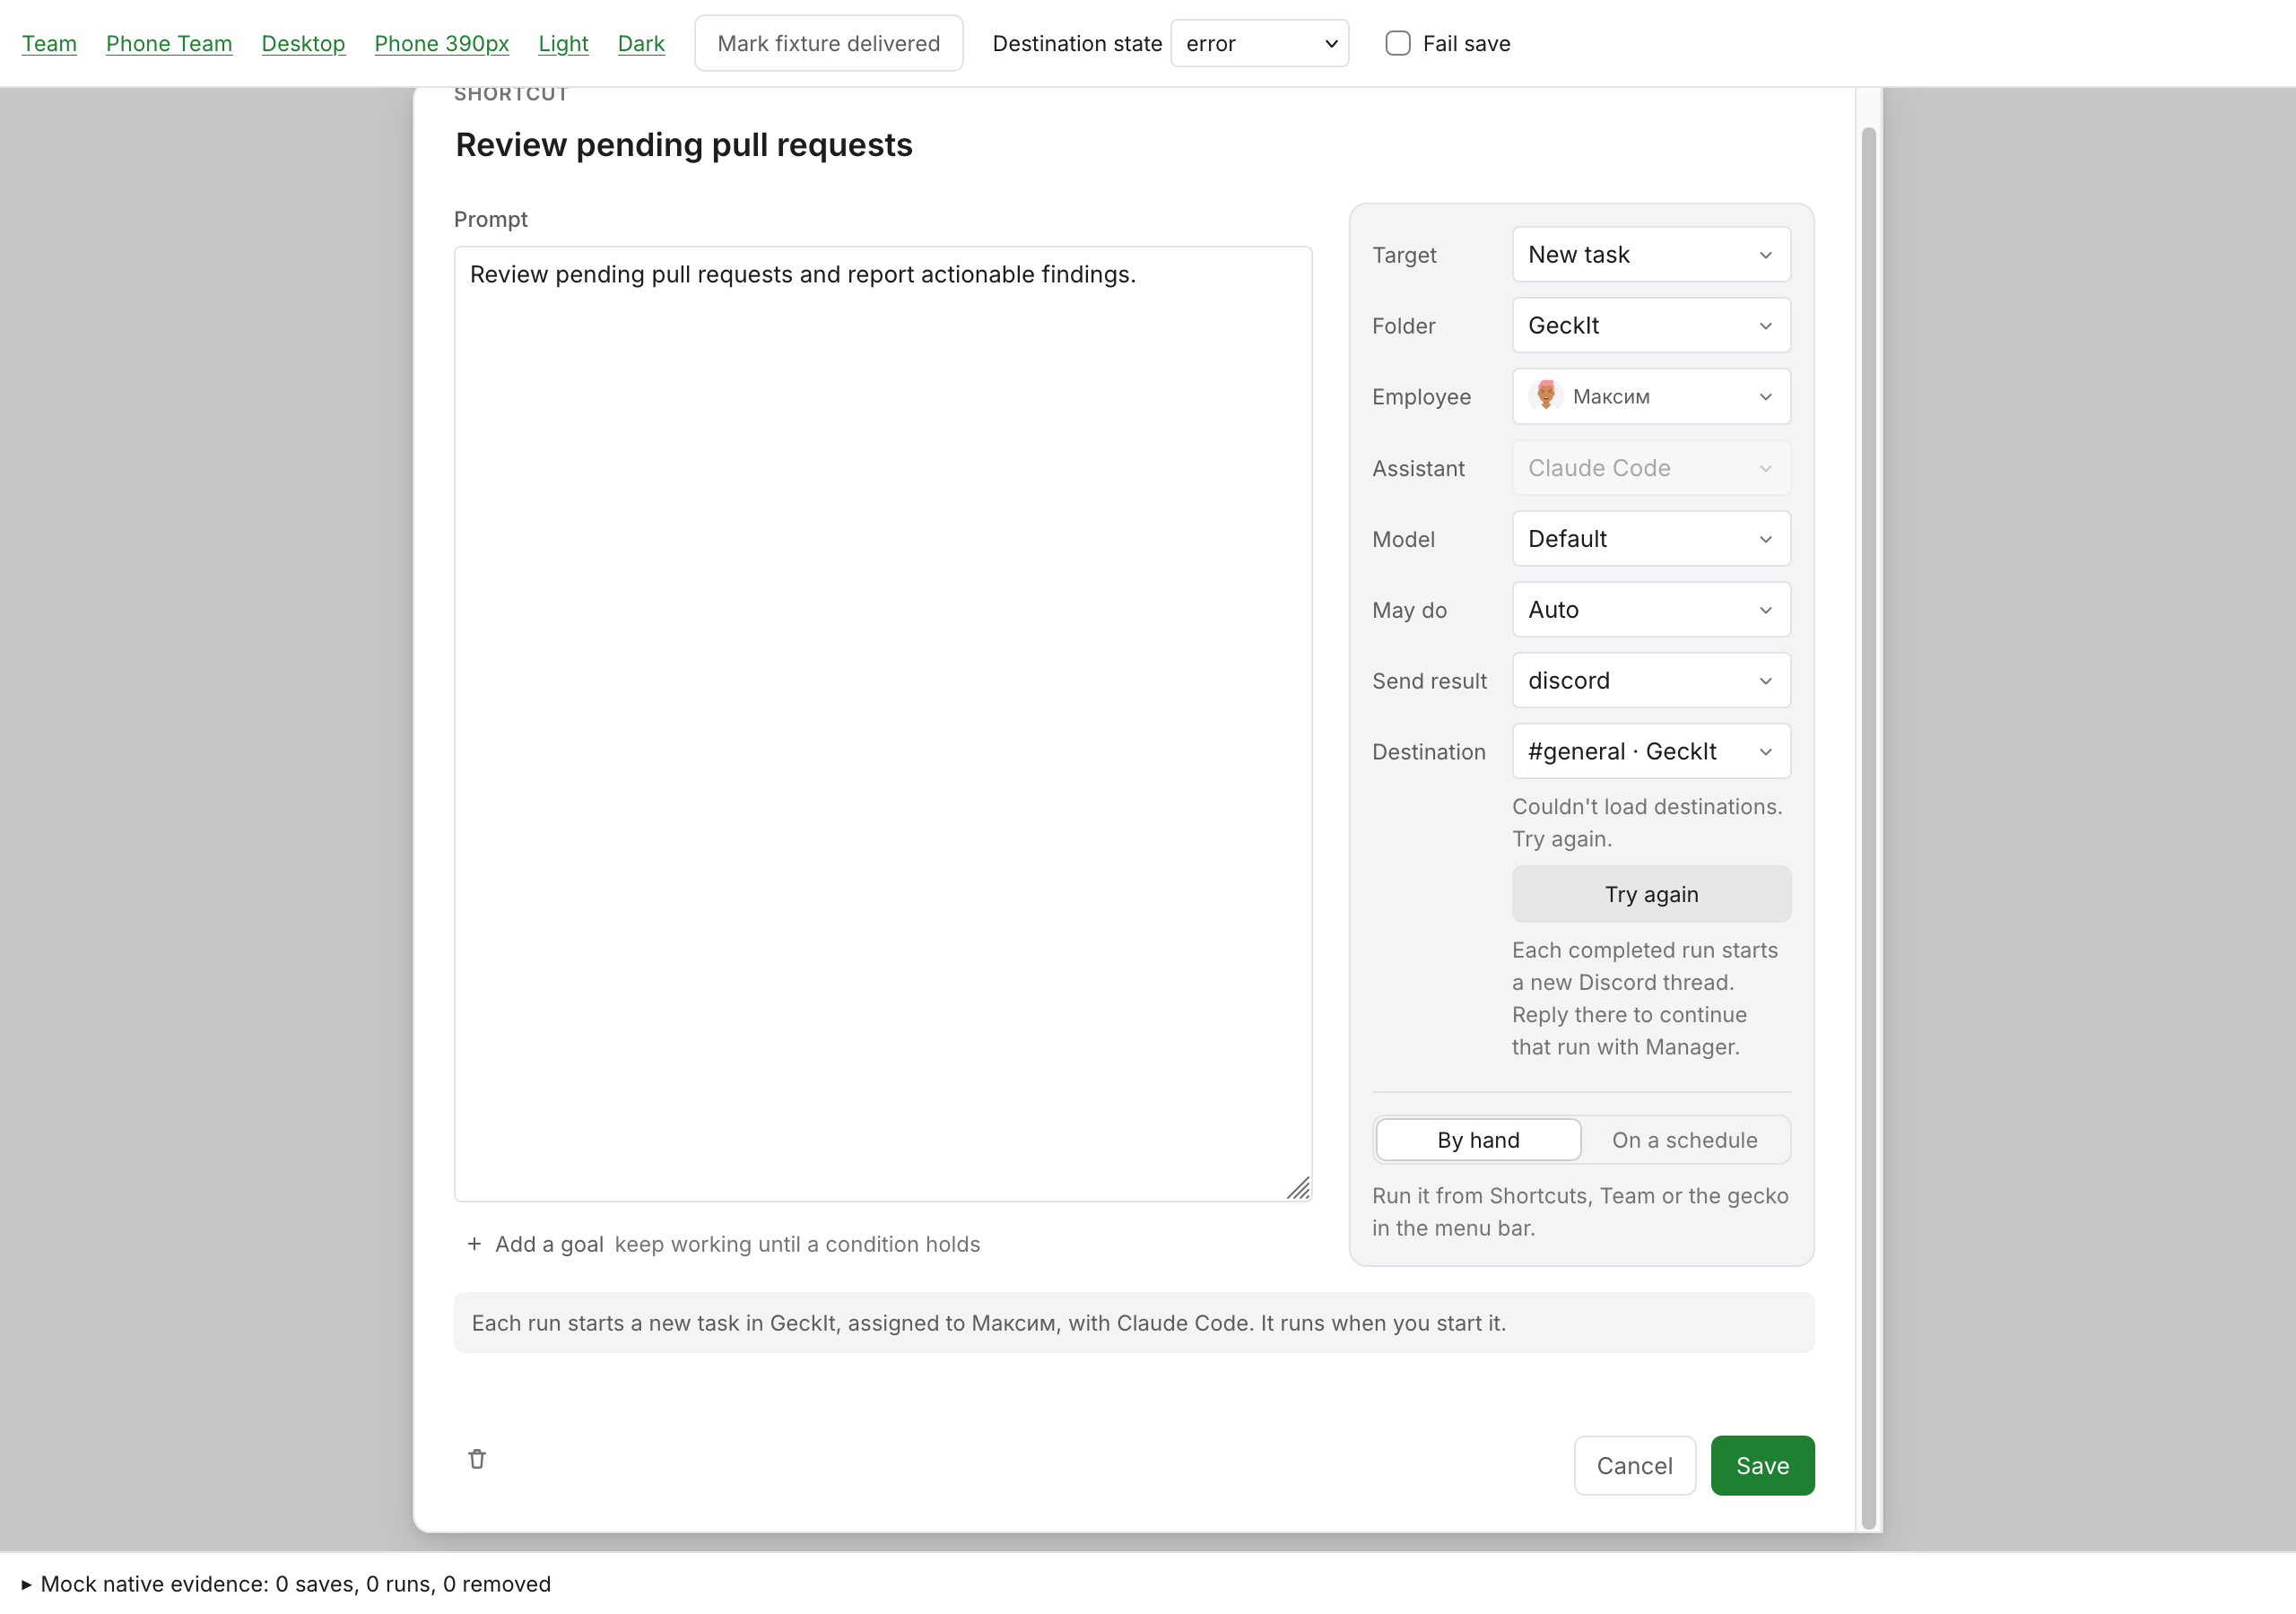 Team Phone Team Desktop Phone 390px Light Dark Mark fixture delivered Destination state error Fail save
SHORTCUT
Review pending pull requests
Prompt
Review pending pull requests and report actionable findings.
Target New task
Folder GeckIt
Employee Максим
Assistant Claude Code
Model Default
May do Auto
Send result discord
Destination #general · GeckIt
Couldn't load destinations.
Try again.
Try again
Each completed run starts
a new Discord thread.
Reply there to continue
that run with Manager.
By hand On a schedule
Run it from Shortcuts, Team or the gecko
in the menu bar.
+ Add a goal keep working until a condition holds
Each run starts a new task in GeckIt, assigned to Максим, with Claude Code. It runs when you start it.
Cancel Save
Mock native evidence: 0 saves, 0 runs, 0 removed